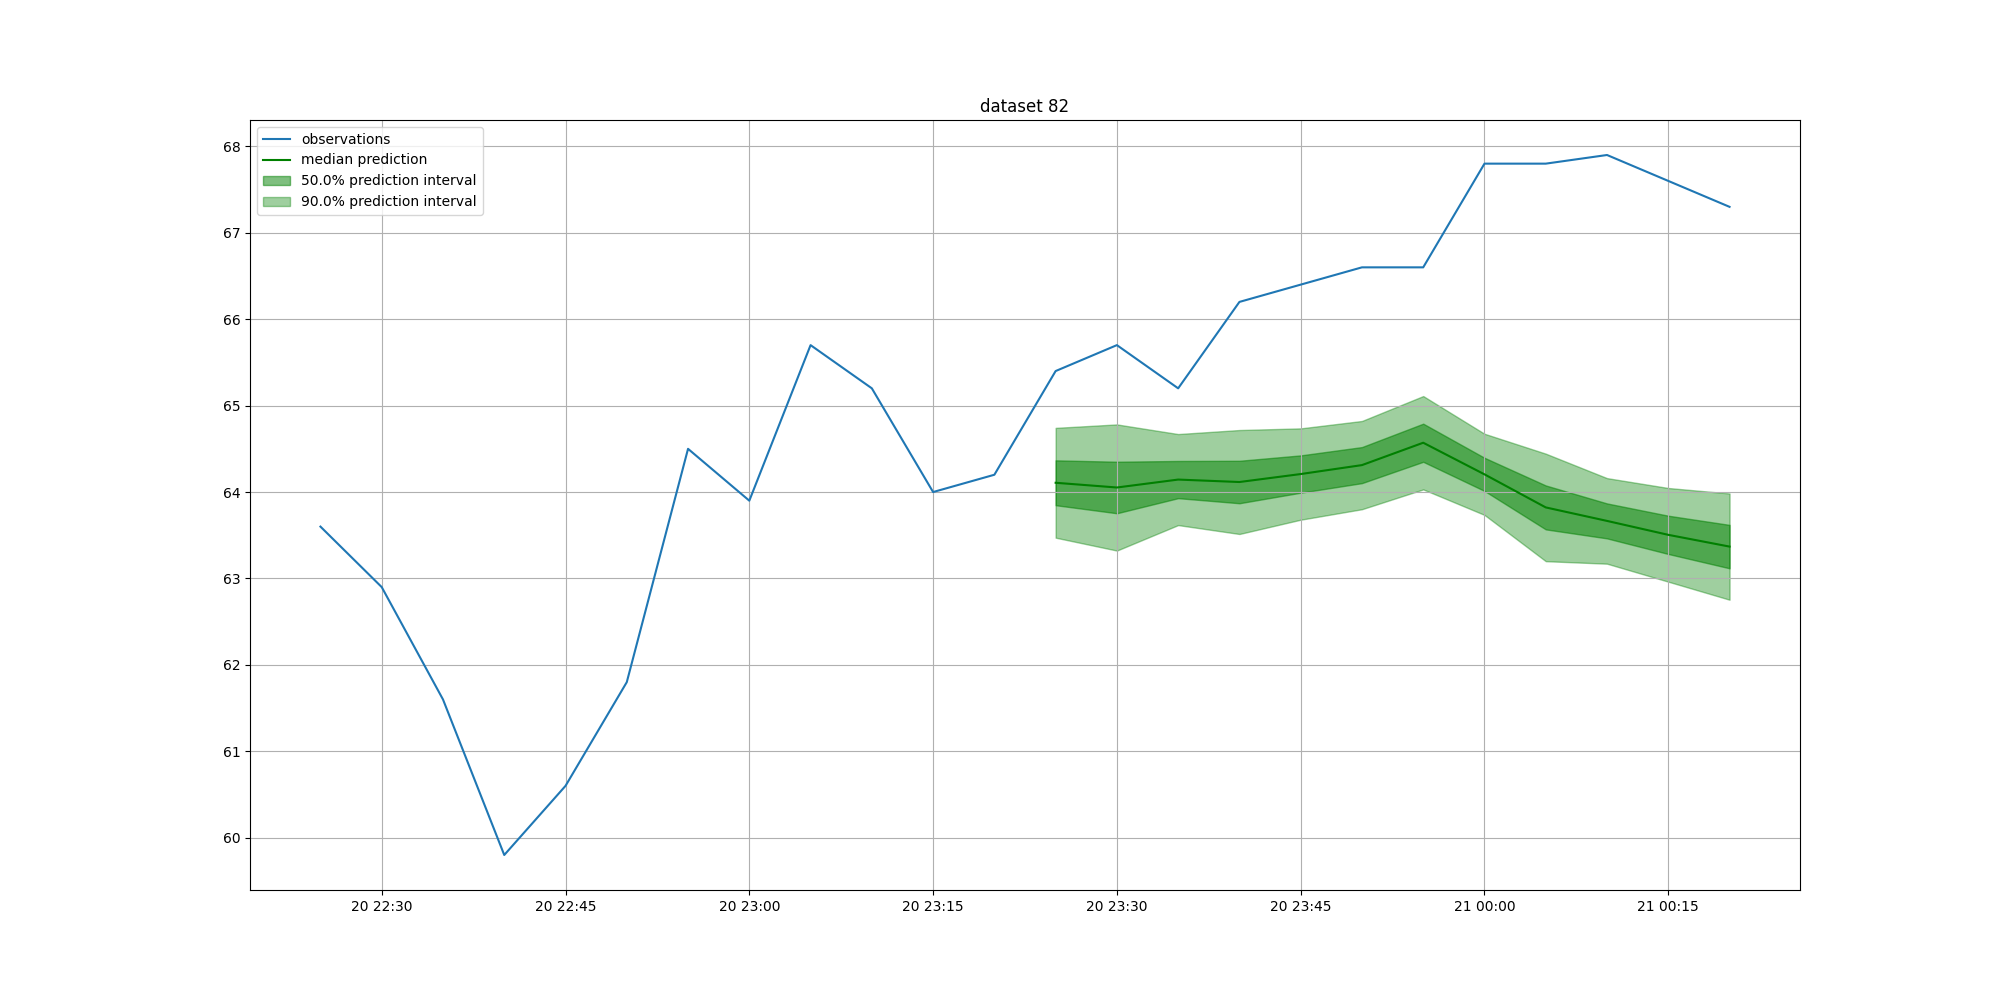 dataset 82
observations
median prediction
50.0% prediction interval
90.0% prediction interval
68
67
66
65
64
63
62
61
60
20 22:30 20 22:45 20 23:00 20 23:15 20 23:30 20 23:45 21 00:00 21 00:15